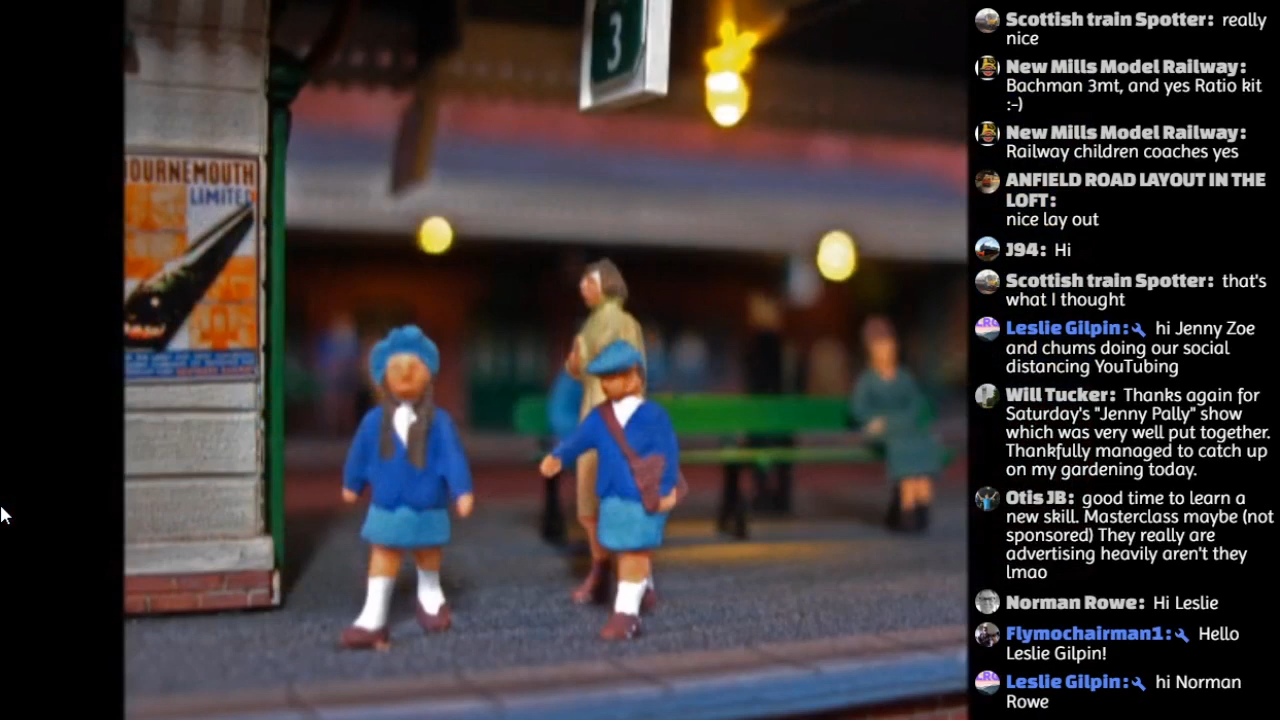 3
OURNEMOUTH
LIMITED
Scottish train Spotter: really
nice
New Mills Model Railway:
Bachman 3mt, and yes Ratio kit
:-)
New Mills Model Railway:
Railway children coaches yes
ANFIELD ROAD LAYOUT IN THE
LOFT:
nice lay out
J94: Hi
Scottish train Spotter: that's
what I thought
Leslie Gilpin: hi Jenny Zoe
and chums doing our social
distancing YouTubing
Will Tucker: Thanks again for
Saturday's "Jenny Pally" show
which was very well put together.
Thankfully managed to catch up
on my gardening today.
Otis JB: good time to learn a
new skill. Masterclass maybe (not
sponsored) They really are
advertising heavily aren't they
lmao
Norman Rowe: Hi Leslie
Flymochairman1: Hello
Leslie Gilpin!
Leslie Gilpin: hi Norman
Rowe